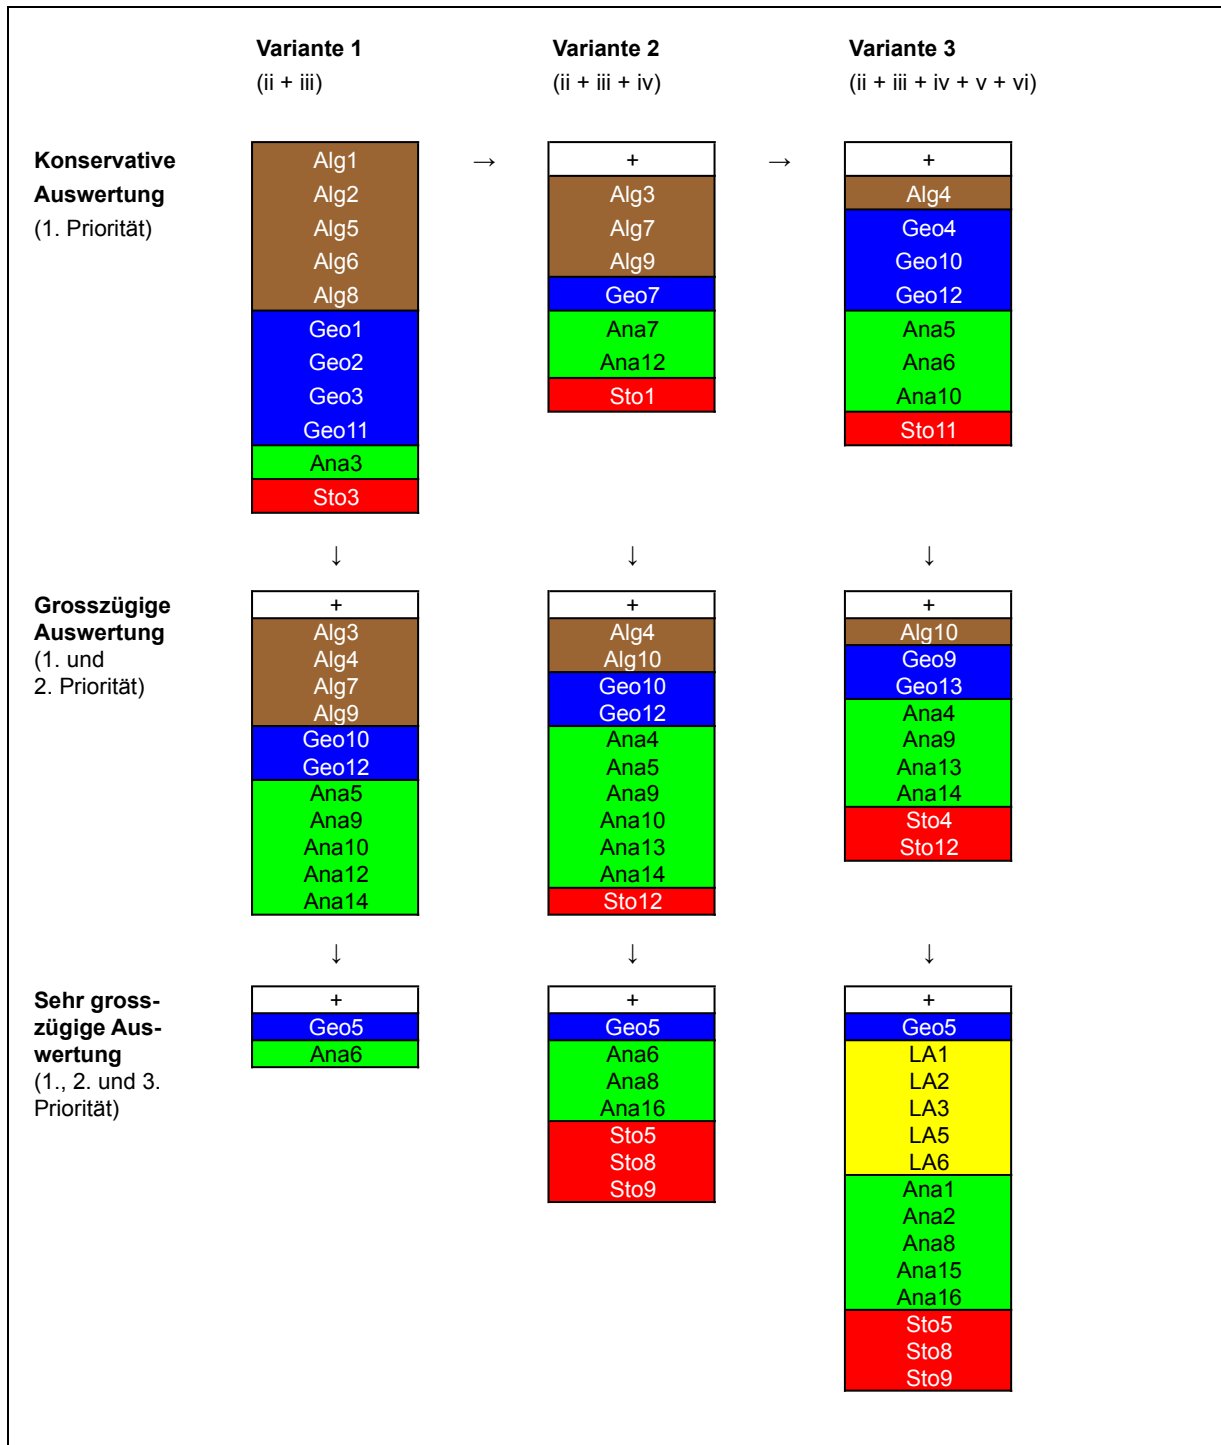 Variante 1
(ii + iii)
Variante 2
(ii + iii + iv)
Variante 3
(ii + iii + iv + v + vi)
Konservative
Auswertung
(1. Priorität)
Alg1
Alg2
Alg5
Alg6
Alg8
Geo1
Geo2
Geo3
Geo11
Ana3
Sto3
→
+
Alg3
Alg7
Alg9
Geo7
Ana7
Ana12
Sto1
→
+
Alg4
Geo4
Geo10
Geo12
Ana5
Ana6
Ana10
Sto11
↓
↓
↓
Grosszügige
Auswertung
(1. und
2. Priorität)
+
Alg3
Alg4
Alg7
Alg9
Geo10
Geo12
Ana5
Ana9
Ana10
Ana12
Ana14
+
Alg4
Alg10
Geo10
Geo12
Ana4
Ana5
Ana9
Ana10
Ana13
Ana14
Sto12
+
Alg10
Geo9
Geo13
Ana4
Ana9
Ana13
Ana14
Sto4
Sto12
↓
↓
↓
Sehr gross-
zügige Aus-
wertung
(1., 2. und 3.
Priorität)
+
Geo5
Ana6
+
Geo5
Ana6
Ana8
Ana16
Sto5
Sto8
Sto9
+
Geo5
LA1
LA2
LA3
LA5
LA6
Ana1
Ana2
Ana8
Ana15
Ana16
Sto5
Sto8
Sto9